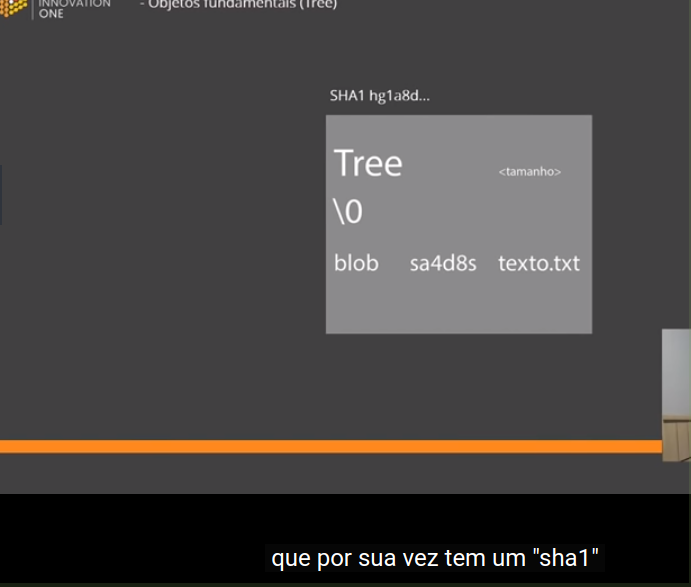 INNOVATION
ONE
- Objetos fundamentais (Tree)
SHA1 hg1a8d...
Tree <tamanho>
\0
blob sa4d8s texto.txt
que por sua vez tem um "sha1"